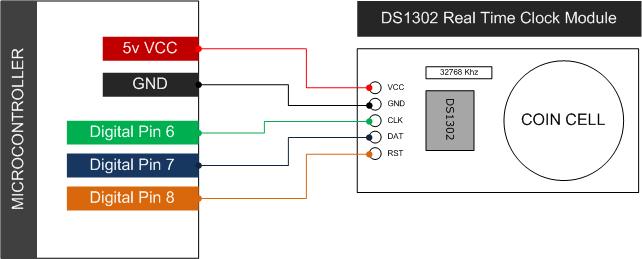 MICROCONTROLLER
5v VCC
GND
Digital Pin 6
Digital Pin 7
Digital Pin 8
DS1302 Real Time Clock Module
32768 Khz
VCC
GND
CLK
DAT
RST
DS1302
COIN CELL